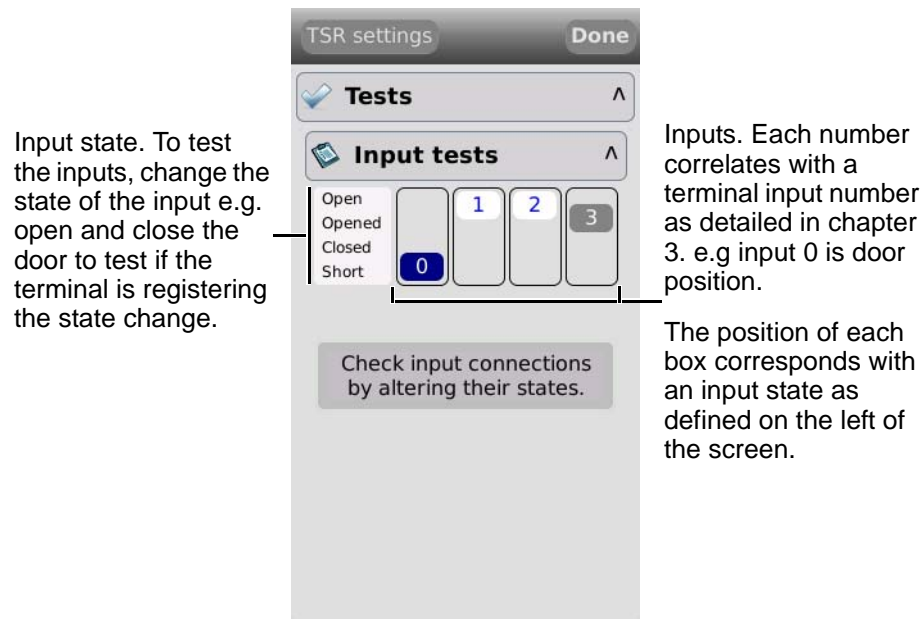 TSR settings
Done
Tests
^
Input tests
^
Open
Opened
Closed
Short
0
1
2
3
Check input connections
by altering their states.
Input state. To test
the inputs, change the
state of the input e.g.
open and close the
door to test if the
terminal is registering
the state change.
Inputs. Each number
correlates with a
terminal input number
as detailed in chapter
3. e.g input 0 is door
position.
The position of each
box corresponds with
an input state as
defined on the left of
the screen.